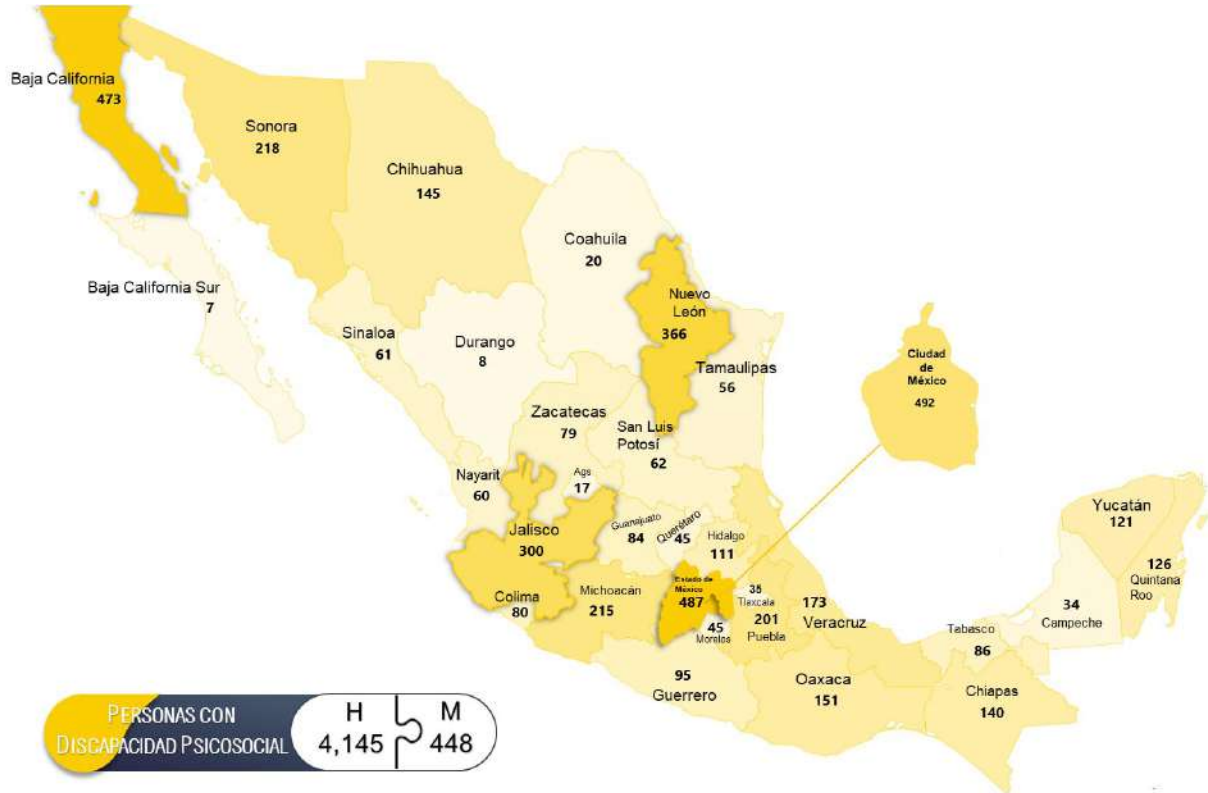 Baja California
473
Sonora
218
Chihuahua
145
Coahuila
20
Baja California Sur
7
Nuevo
León
366
Sinaloa
61
Durango
8
Tamaulipas
56
Ciudad
de
México
492
Zacatecas
79
San Luis
Potosí
62
Nayarit
60
Ags
17
Jalisco
300
Guanajuato
84
Querétaro
45
Hidalgo
111
Yucatán
121
126
Quintana
Roo
Colima
80
Michoacán
215
Estado de
México
487
35
Tlaxcala
45
Morelos
201
Puebla
173
Veracruz
34
Campeche
Tabasco
86
95
Guerrero
Oaxaca
151
Chiapas
140
PERSONAS CON
DISCAPACIDAD PSICOSOCIAL
H M
4,145 448